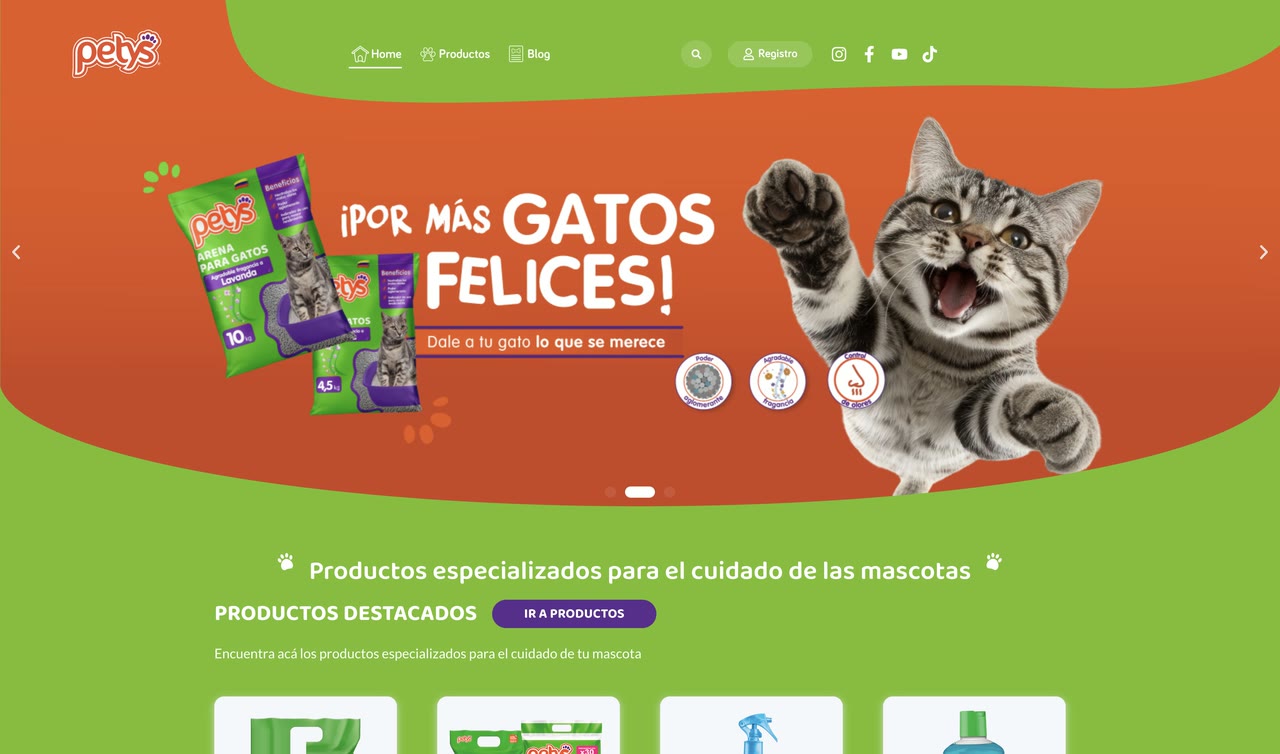 petys
Home
Productos
Blog
Registro
¡POR MÁS GATOS
FELICES!
Dale a tu gato lo que se merece
petys
ARENA
PARA GATOS
Agradable fragancia a
Lavanda
10 kg
Beneficios
Beneficios
4,5 kg
Poder
aglomerante
Agradable
fragancia
Control
de olores
Productos especializados para el cuidado de las mascotas
PRODUCTOS DESTACADOS
IR A PRODUCTOS
Encuentra acá los productos especializados para el cuidado de tu mascota
petys